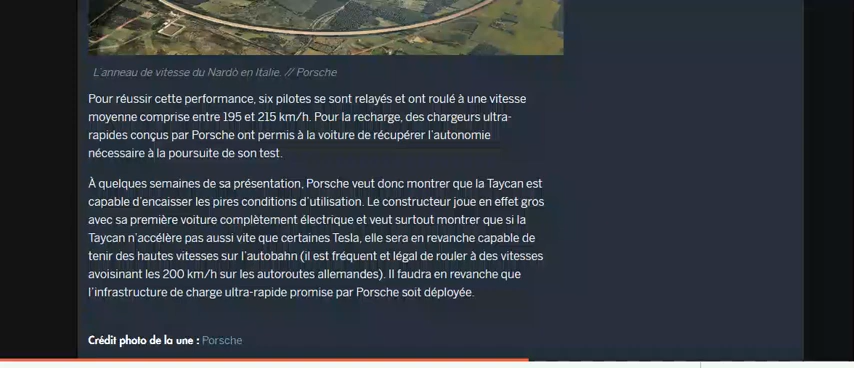 L'anneau de vitesse du Nardò en Italie. // Porsche
Pour réussir cette performance, six pilotes se sont relayés et ont roulé à une vitesse
moyenne comprise entre 195 et 215 km/h. Pour la recharge, des chargeurs ultra-
rapides conçus par Porsche ont permis à la voiture de récupérer l'autonomie
nécessaire à la poursuite de son test.
À quelques semaines de sa présentation, Porsche veut donc montrer que la Taycan est
capable d'encaisser les pires conditions d'utilisation. Le constructeur joue en effet gros
avec sa première voiture complètement électrique et veut surtout montrer que si la
Taycan n'accélère pas aussi vite que certaines Tesla, elle sera en revanche capable de
tenir des hautes vitesses sur l'autobahn (il est fréquent et légal de rouler à des vitesses
avoisinant les 200 km/h sur les autoroutes allemandes). Il faudra en revanche que
l'infrastructure de charge ultra-rapide promise par Porsche soit déployée.
Crédit photo de la une : Porsche